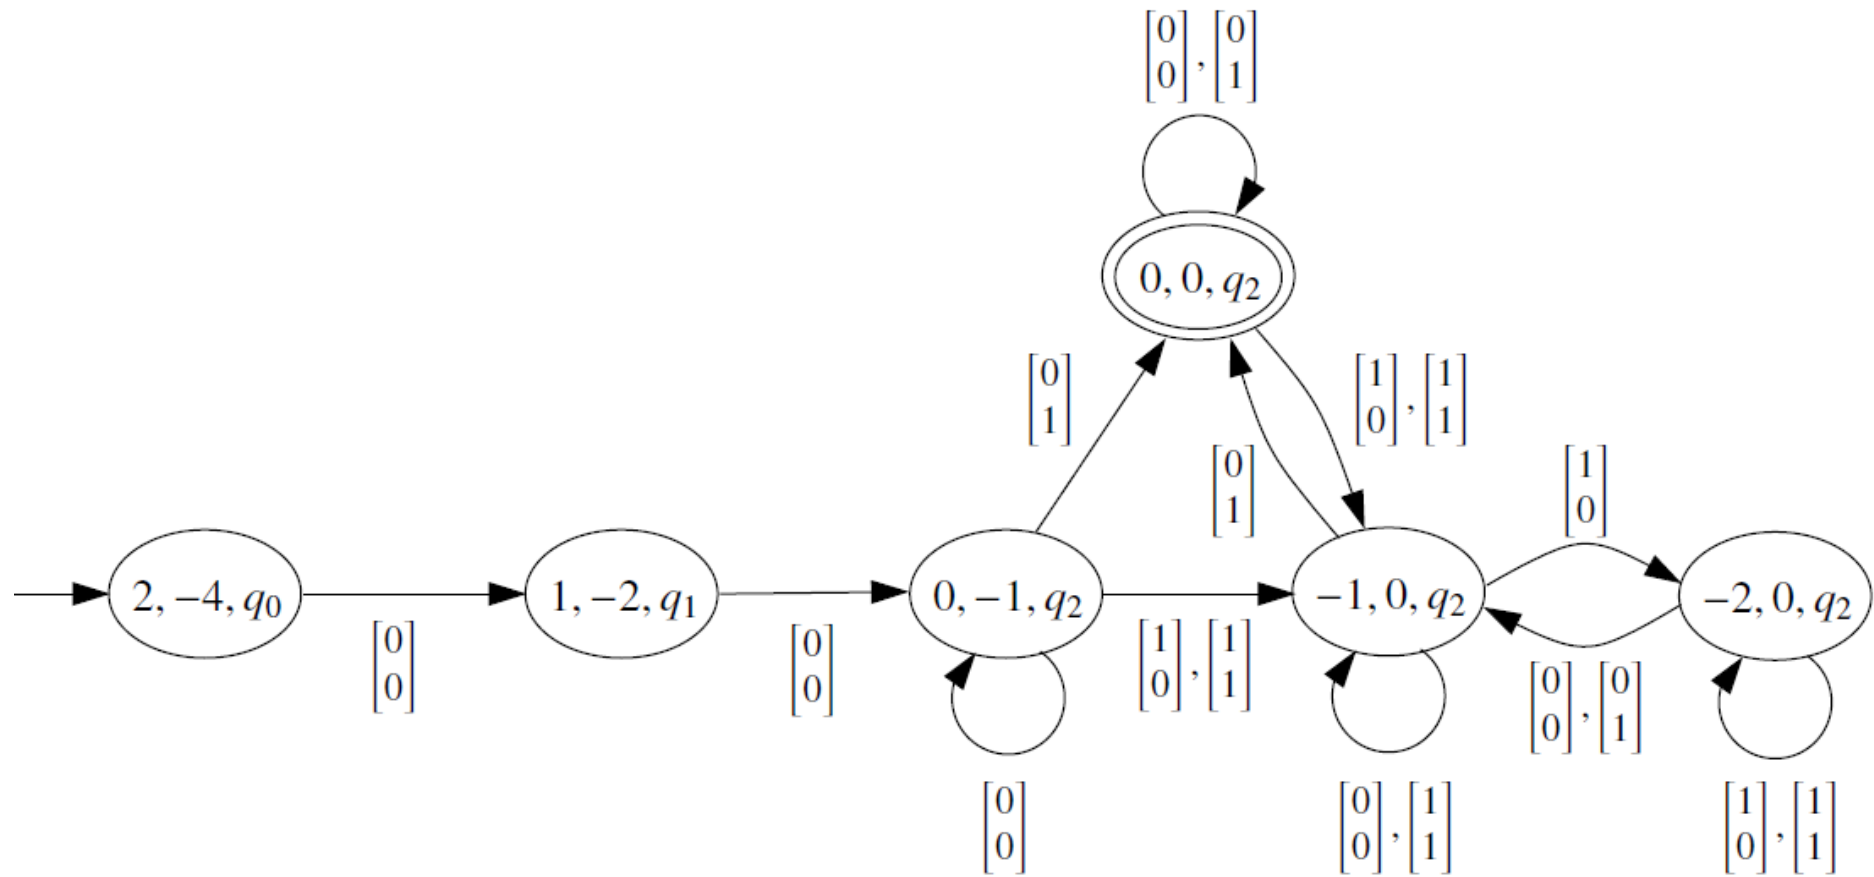 [0 0], [0 1]
0, 0, q₂
[0 1]
[1 0], [1 1]
[0 1]
[1 0]
2, −4, q₀
1, −2, q₁
0, −1, q₂
−1, 0, q₂
−2, 0, q₂
[0 0]
[0 0]
[1 0], [1 1]
[0 0], [0 1]
[0 0]
[0 0], [1 1]
[1 0], [1 1]